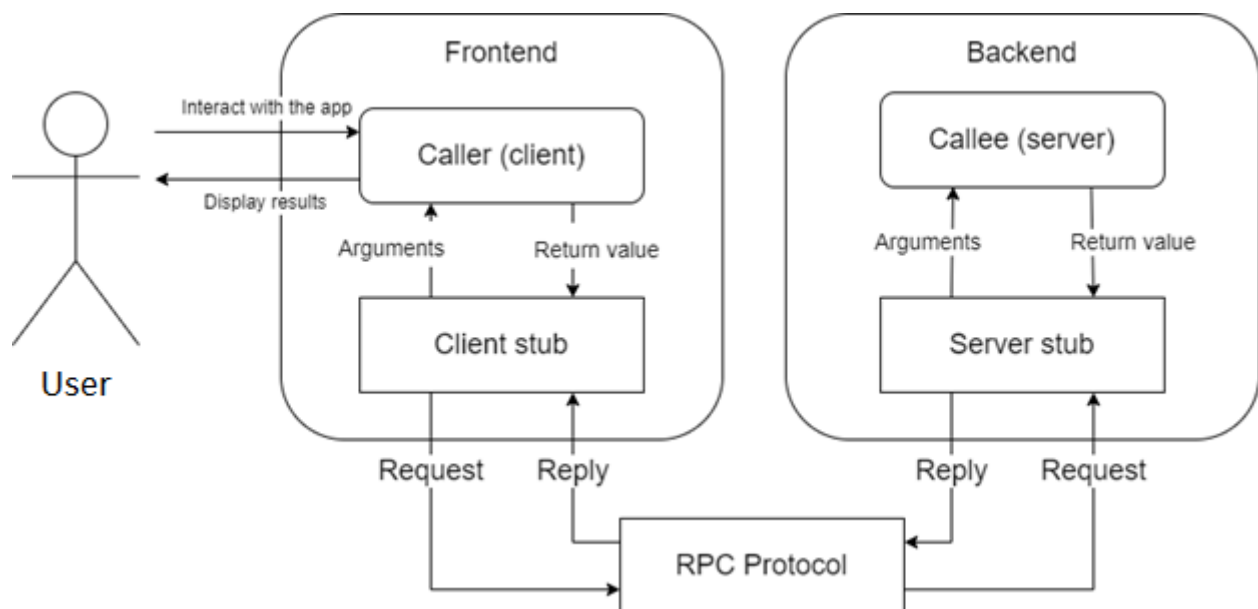 Frontend
Backend
Interact with the app
Caller (client)
Callee (server)
Display results
Arguments
Return value
Arguments
Return value
Client stub
Server stub
User
Request
Reply
Reply
Request
RPC Protocol